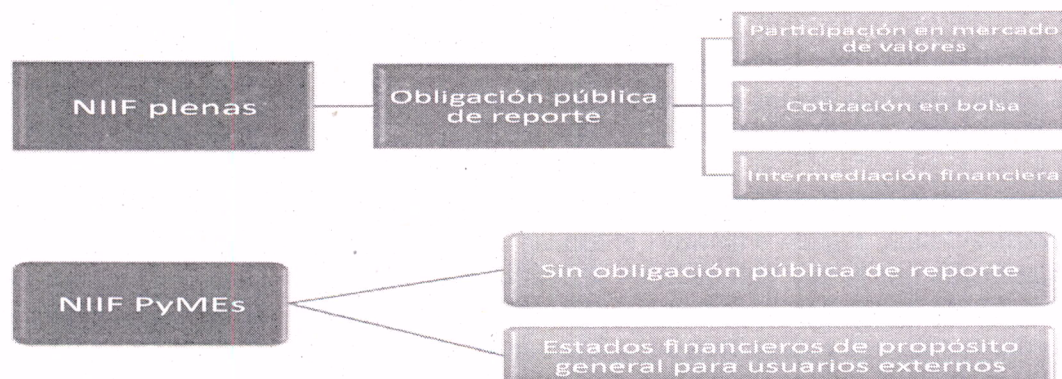 Participación en mercado
de valores
NIIF plenas
Obligación pública
de reporte
Cotización en bolsa
Intermediación financiera
Sin obligación pública de reporte
NIIF PyMEs
Estados financieros de propósito
general para usuarios externos